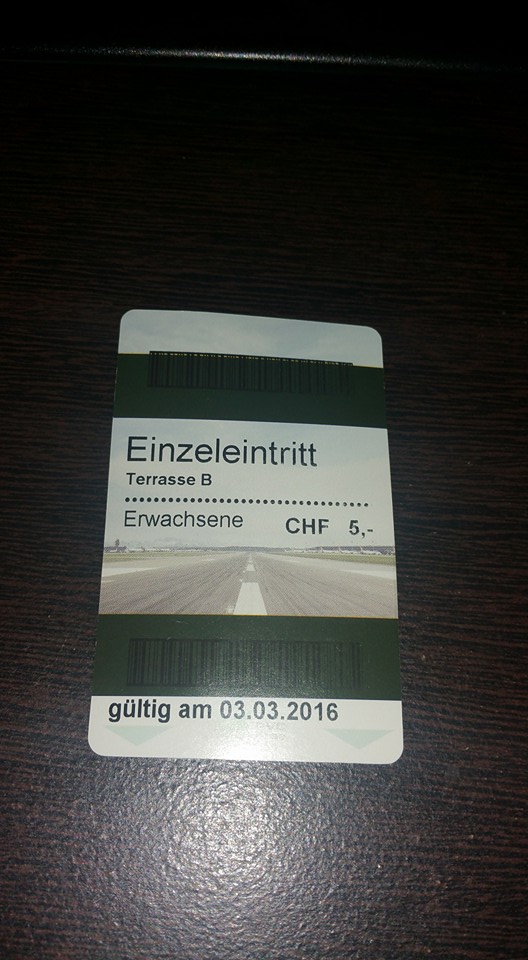 Einzeleintritt
Terrasse B
Erwachsene CHF 5,-
gültig am 03.03.2016